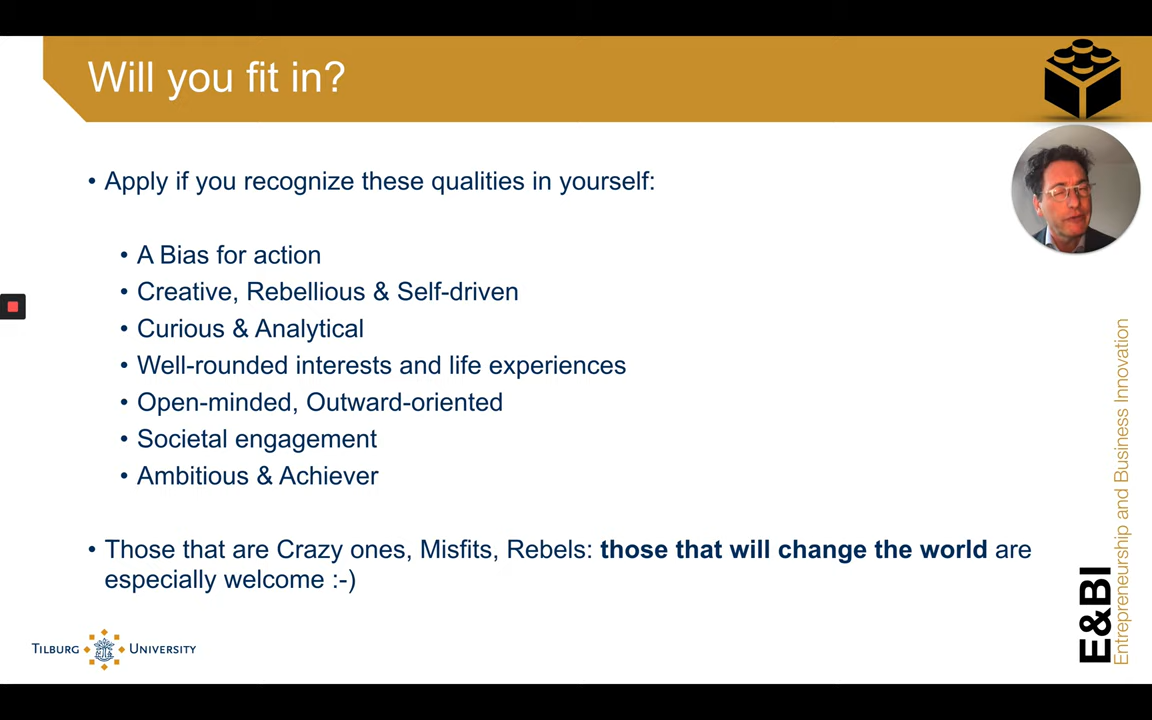 Will you fit in?
• Apply if you recognize these qualities in yourself:
• A Bias for action
• Creative, Rebellious & Self-driven
• Curious & Analytical
• Well-rounded interests and life experiences
• Open-minded, Outward-oriented
• Societal engagement
• Ambitious & Achiever
• Those that are Crazy ones, Misfits, Rebels: those that will change the world are
especially welcome :-)
TILBURG UNIVERSITY
E&BI
Entrepreneurship and Business Innovation